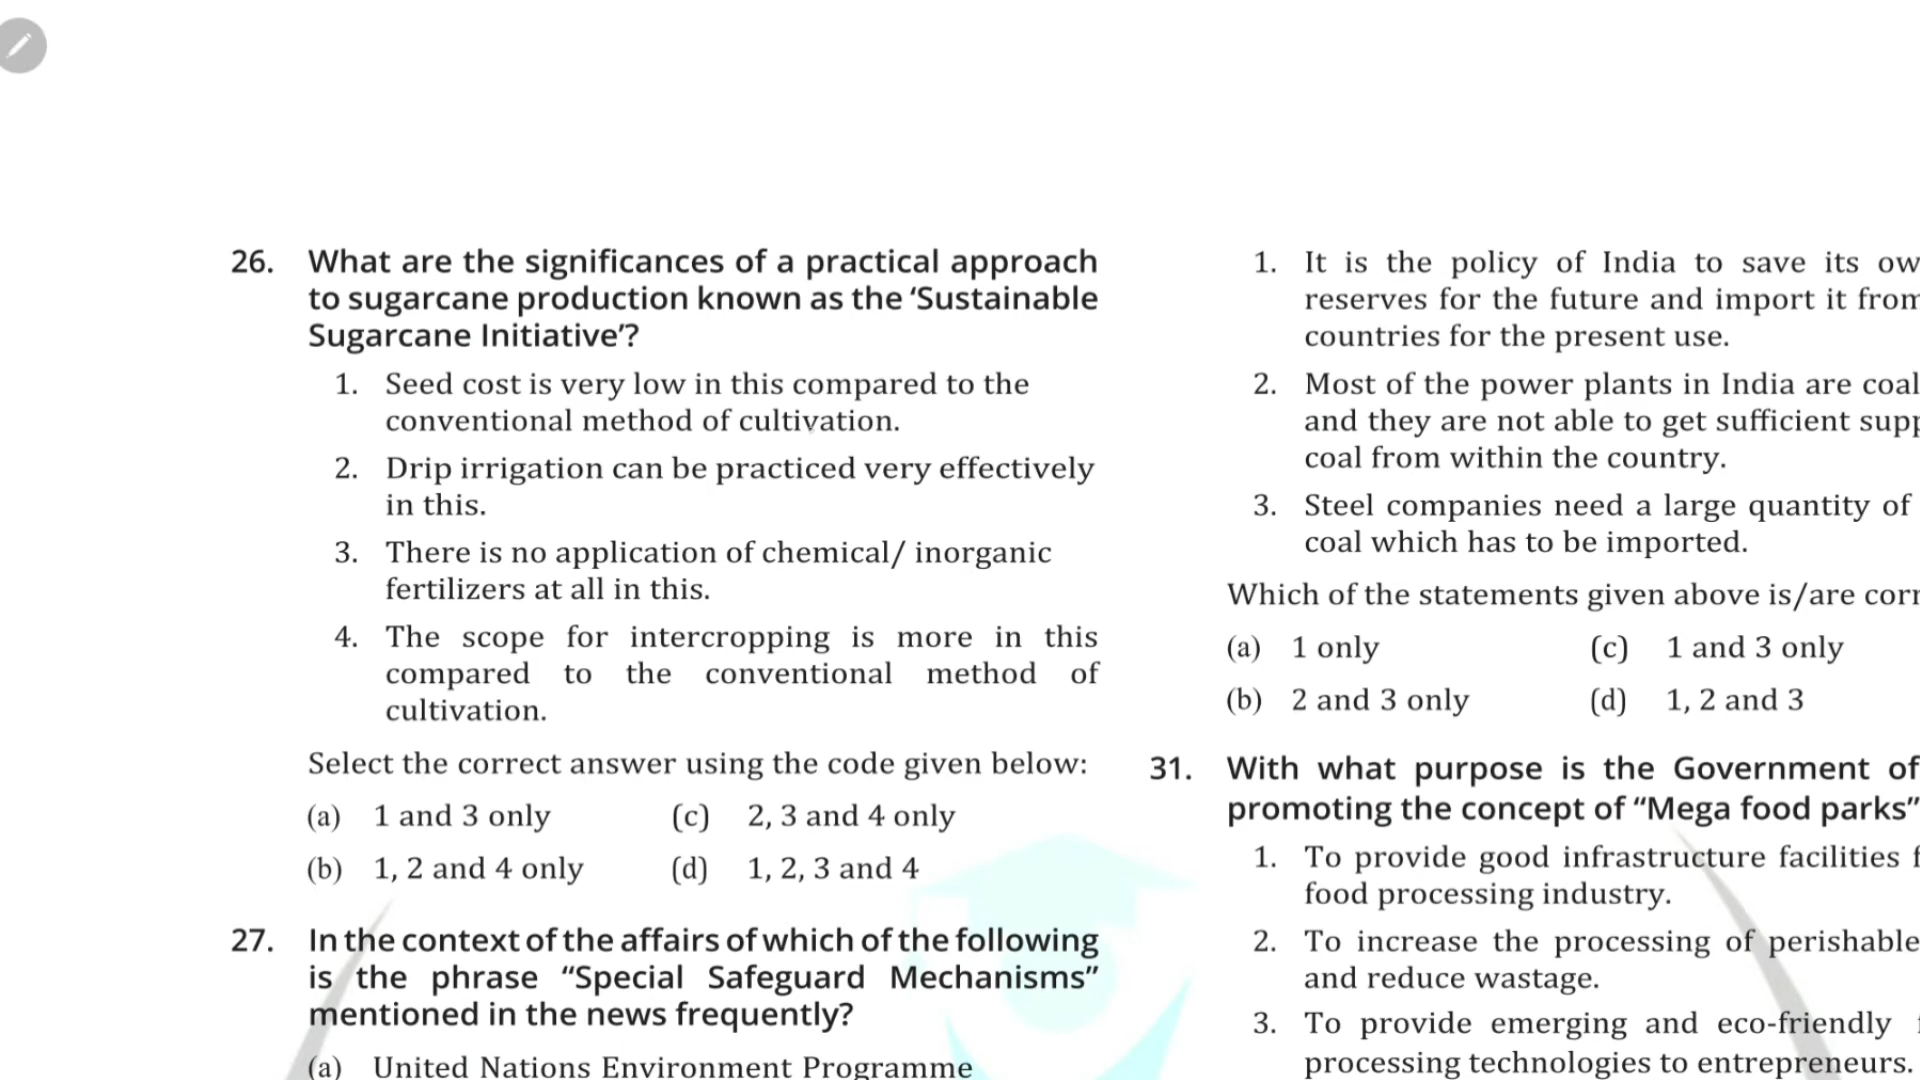 26. What are the significances of a practical approach
to sugarcane production known as the ‘Sustainable
Sugarcane Initiative’?
1. Seed cost is very low in this compared to the
conventional method of cultivation.
2. Drip irrigation can be practiced very effectively
in this.
3. There is no application of chemical/ inorganic
fertilizers at all in this.
4. The scope for intercropping is more in this
compared to the conventional method of
cultivation.
Select the correct answer using the code given below:
(a) 1 and 3 only (c) 2, 3 and 4 only
(b) 1, 2 and 4 only (d) 1, 2, 3 and 4
27. In the context of the affairs of which of the following
is the phrase “Special Safeguard Mechanisms”
mentioned in the news frequently?
(a) United Nations Environment Programme
1. It is the policy of India to save its
reserves for the future and import it
countries for the present use.
2. Most of the power plants in India are
and they are not able to get sufficient
coal from within the country.
3. Steel companies need a large quantity of
coal which has to be imported.
Which of the statements given above is/are
(a) 1 only (c) 1 and 3 only
(b) 2 and 3 only (d) 1, 2 and 3
31. With what purpose is the Government of
promoting the concept of “Mega food parks”
1. To provide good infrastructure facilities
food processing industry.
2. To increase the processing of perishable
and reduce wastage.
3. To provide emerging and eco-friendly
processing technologies to entrepreneurs.